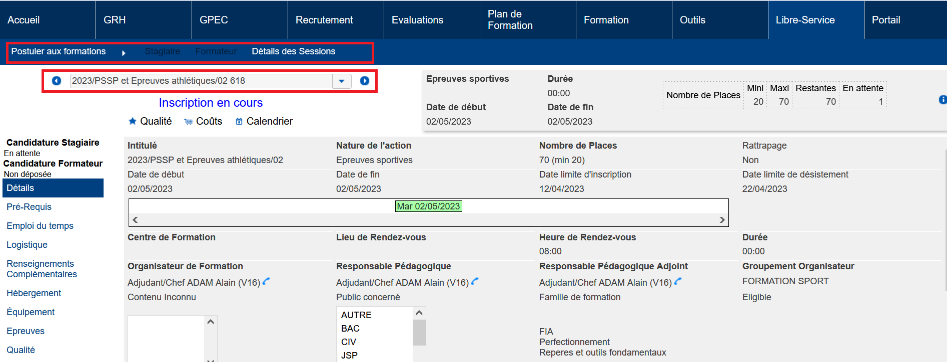 Accueil GRH GPEC Recrutement Evaluations Plan de Formation Formation Outils Libre-Service Portail
Postuler aux formations Stagiaire Formateur Détails des Sessions
2023/PSSP et Epreuves athlétiques/02 618
Inscription en cours
Qualité Coûts Calendrier
Epreuves sportives Durée
00:00
Date de début Date de fin
02/05/2023 02/05/2023
Mini Maxi Restantes En attente
Nombre de Places 20 70 70 1
Candidature Stagiaire
En attente
Candidature Formateur
Non déposée
Détails
Pré-Requis
Emploi du temps
Logistique
Renseignements
Complémentaires
Hébergement
Équipement
Epreuves
Qualité
Intitulé Nature de l'action Nombre de Places Rattrapage
2023/PSSP et Epreuves athlétiques/02 Epreuves sportives 70 (min 20) Non
Date de début Date de fin Date limite d'inscription Date limite de désistement
02/05/2023 02/05/2023 12/04/2023 22/04/2023
Mar 02/05/2023
Centre de Formation Lieu de Rendez-vous Heure de Rendez-vous Durée
08:00 00:00
Organisateur de Formation Responsable Pédagogique Responsable Pédagogique Adjoint Groupement Organisateur
Adjudant/Chef ADAM Alain (V16) Adjudant/Chef ADAM Alain (V16) Adjudant/Chef ADAM Alain (V16) FORMATION SPORT
Contenu Inconnu Public concerné Famille de formation Eligible
AUTRE
BAC
CIV
JSP
FIA
Perfectionnement
Reperes et outils fondamentaux